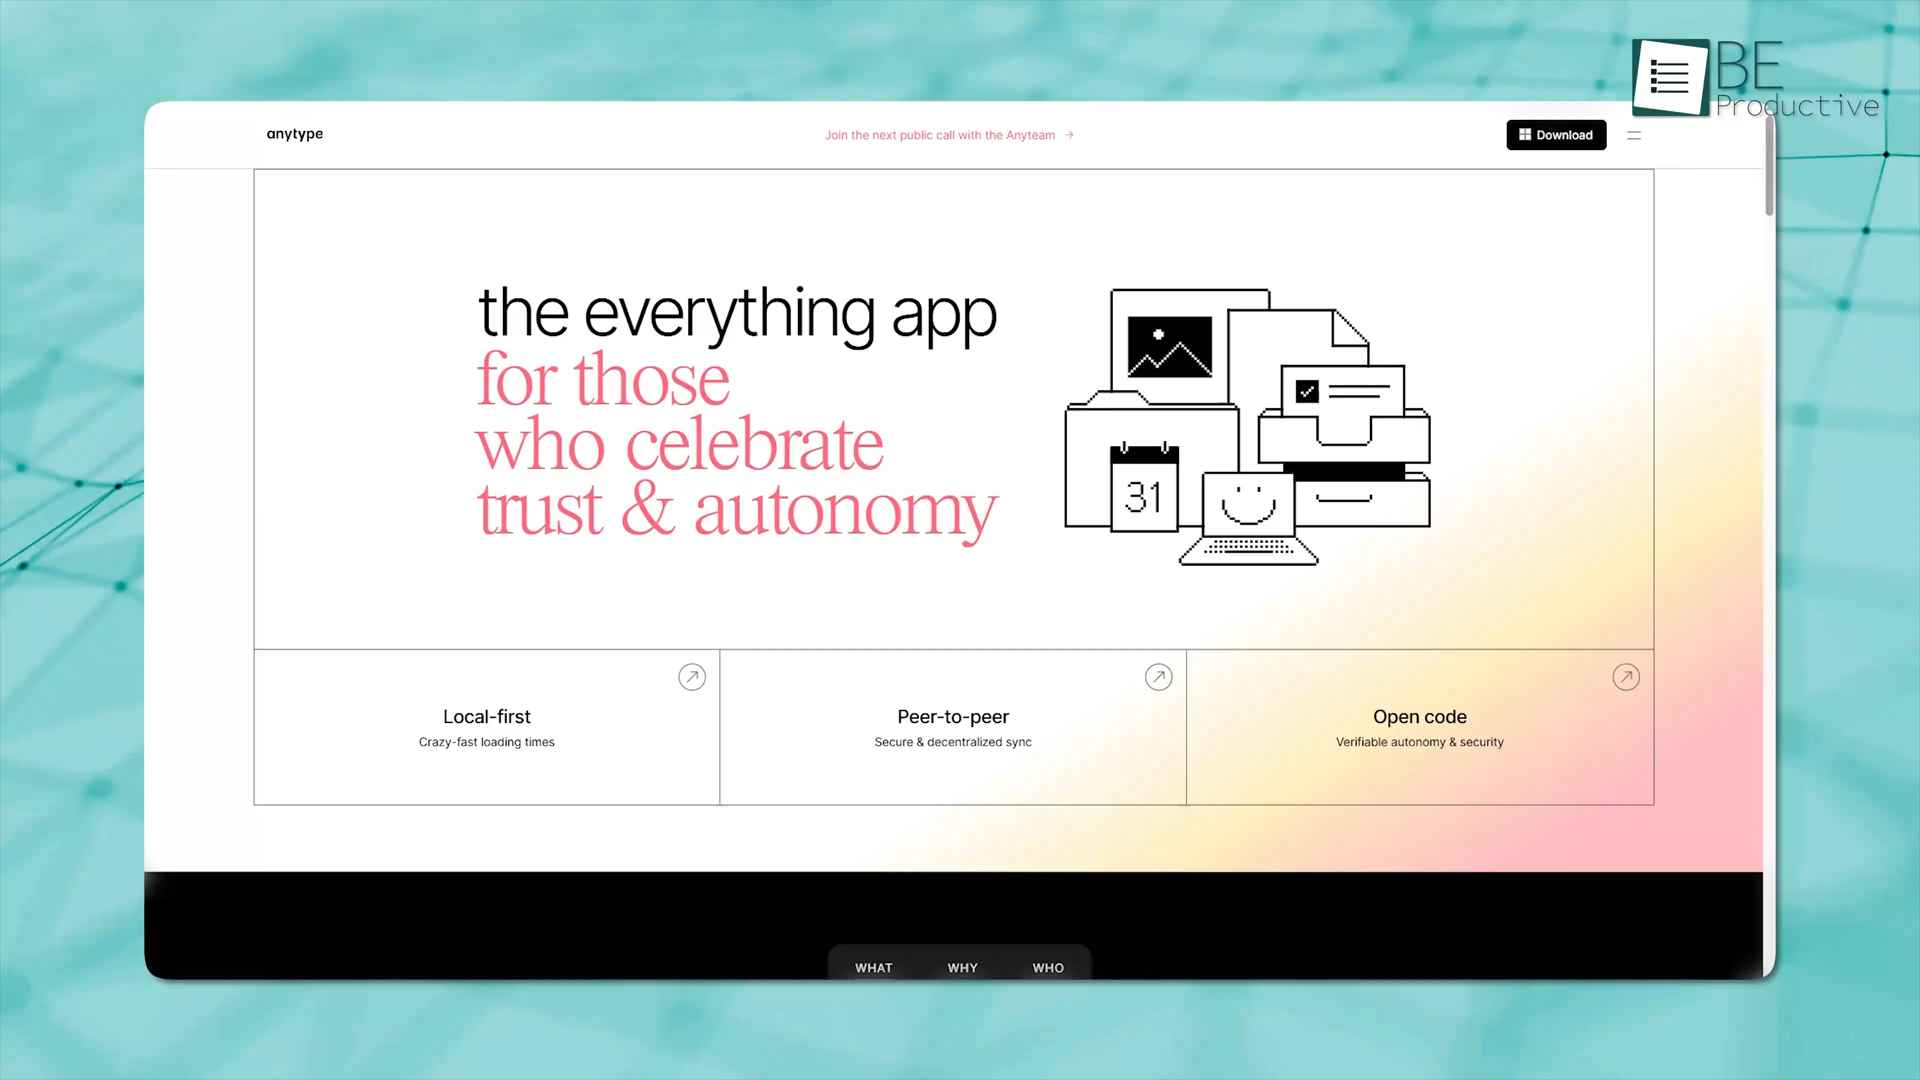 BE
Productive
anytype
Join the next public call with the Anyteam →
Download
the everything app
for those
who celebrate
trust & autonomy
31
Local-first
Crazy-fast loading times
Peer-to-peer
Secure & decentralized sync
Open code
Verifiable autonomy & security
WHAT
WHY
WHO